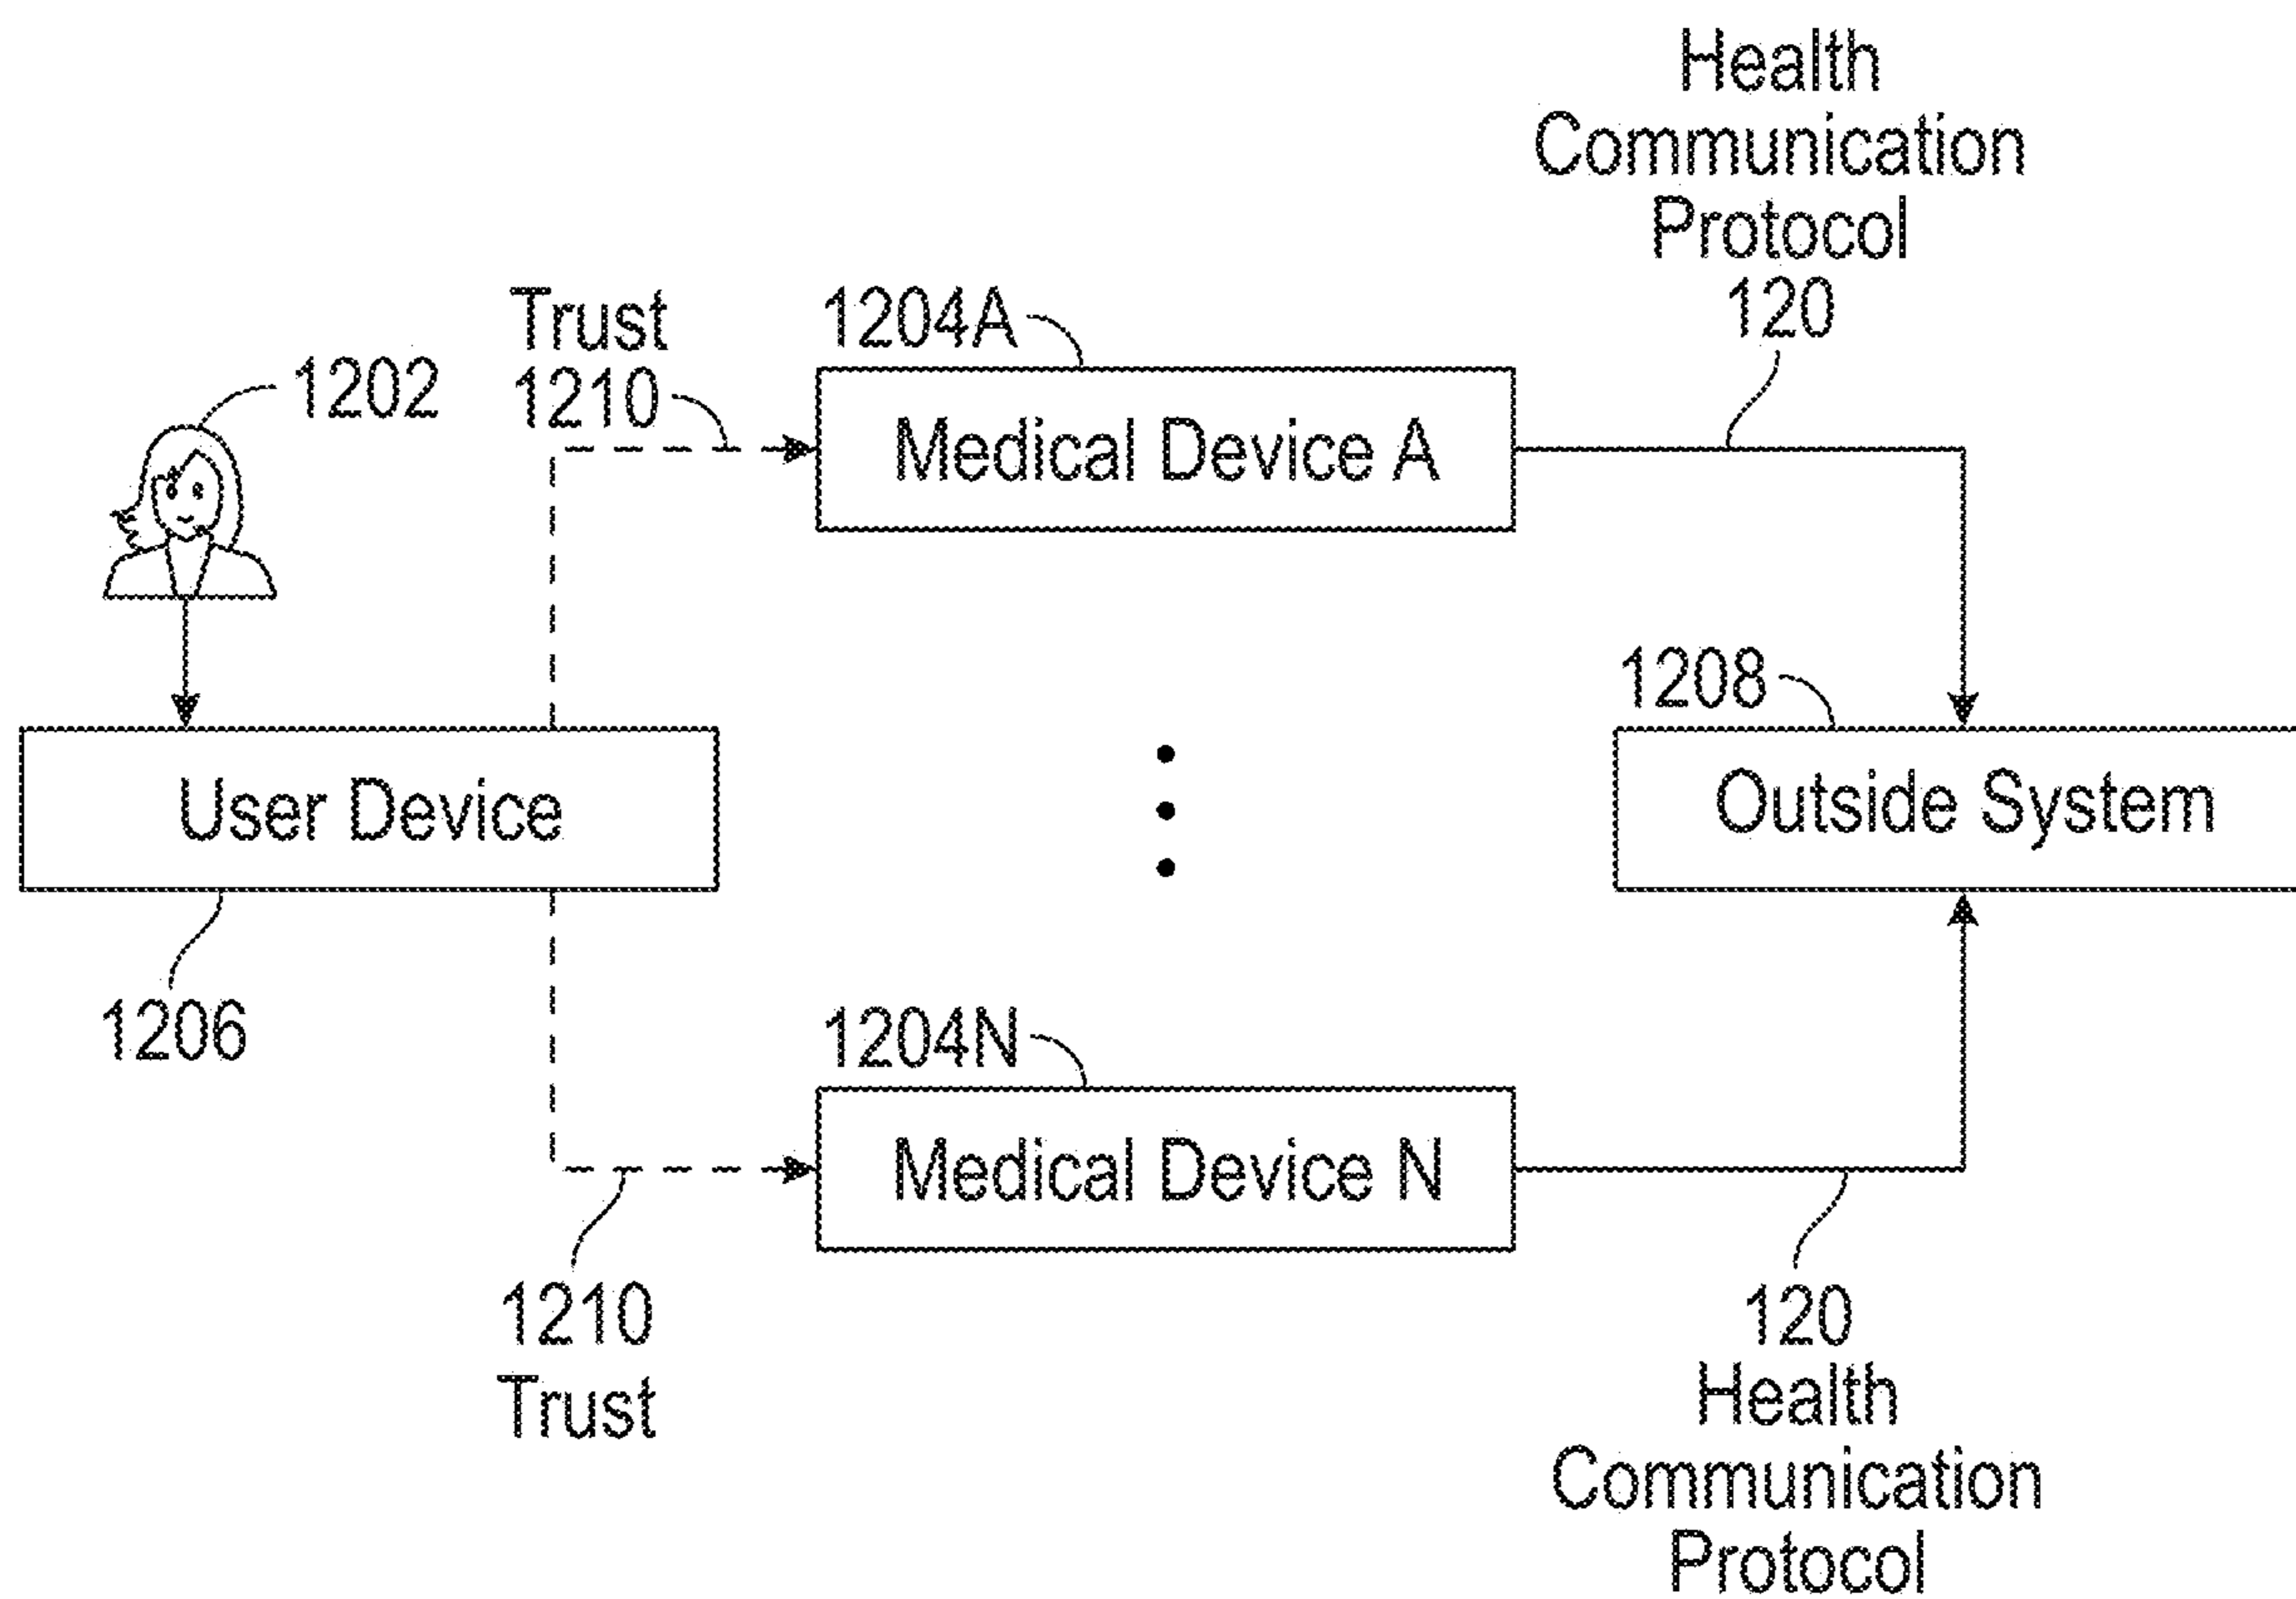 Health
Communication
Protocol
120
Trust
1210
1204A
1202
Medical Device A
1208
User Device
Outside System
1206
1204N
Medical Device N
1210
Trust
120
Health
Communication
Protocol